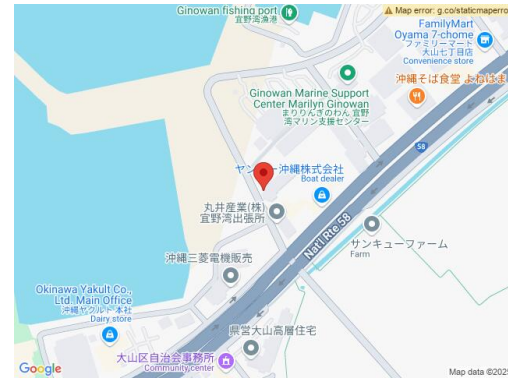 Ginowan fishing port
宜野湾漁港
Map error: g.co/staticmaperro
FamilyMart
Oyama 7-chome
ファミリーマート
大山七丁目店
Convenience store
Ginowan Marine Support
Center Marilyn Ginowan
まりりんぎのわん 宜野
湾マリン支援センター
沖縄そば食堂 よねはま
58
ヤンマー沖縄株式会社
Boat dealer
丸井産業(株)
宜野湾出張所
Nat'l Rte 58
サンキューファーム
Farm
沖縄三菱電機販売
Okinawa Yakult Co.,
Ltd. Main Office
沖縄ヤクルト 本社
Dairy store
県営大山高層住宅
大山区自治会事務所
Community center
Google
Map data ©2025